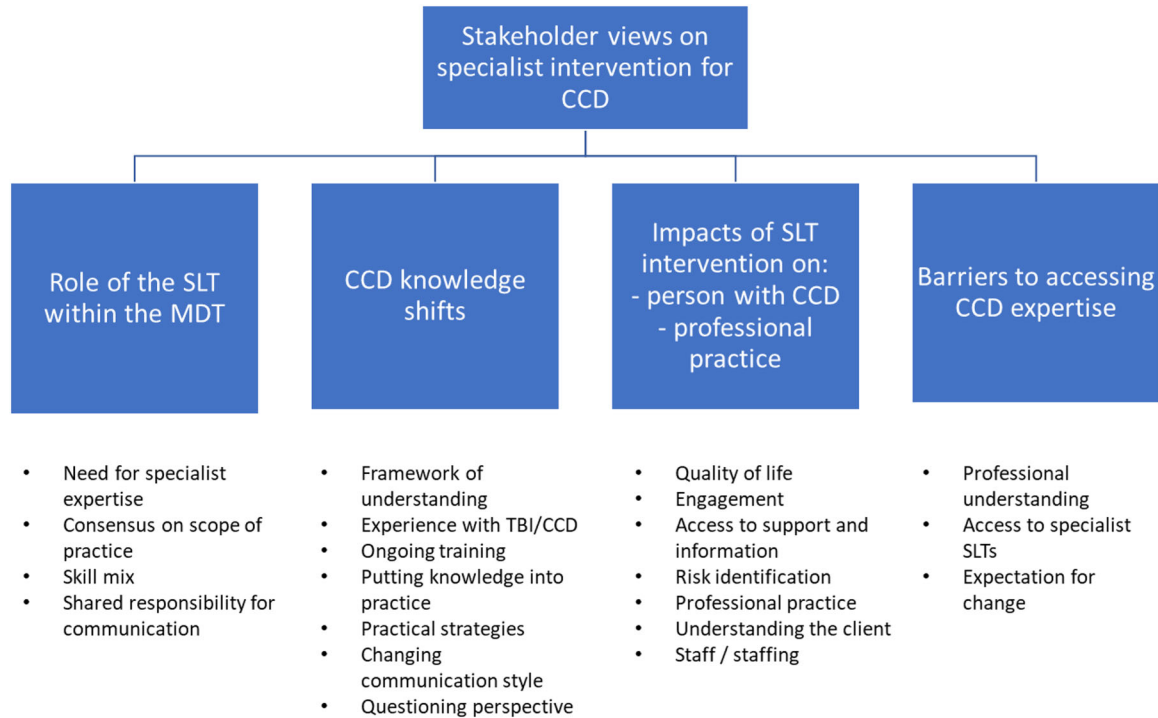 Stakeholder views on
specialist intervention for
CCD
Role of the SLT
within the MDT
CCD knowledge
shifts
Impacts of SLT
intervention on:
- person with CCD
- professional
practice
Barriers to accessing
CCD expertise
• Need for specialist
expertise
• Consensus on scope of
practice
• Skill mix
• Shared responsibility for
communication
• Framework of
understanding
• Experience with TBI/CCD
• Ongoing training
• Putting knowledge into
practice
• Practical strategies
• Changing
communication style
• Questioning perspective
• Quality of life
• Engagement
• Access to support and
information
• Risk identification
• Professional practice
• Understanding the client
• Staff / staffing
• Professional
understanding
• Access to specialist
SLTs
• Expectation for
change